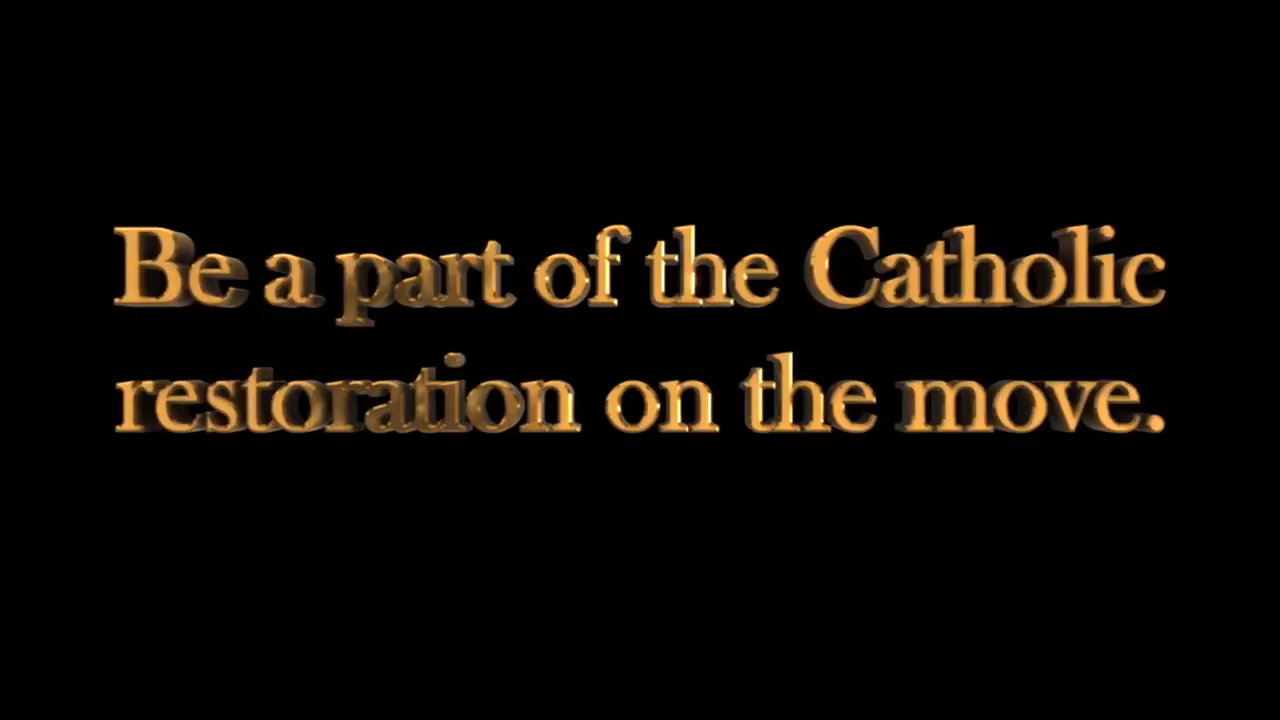 Be a part of the Catholic
restoration on the move.